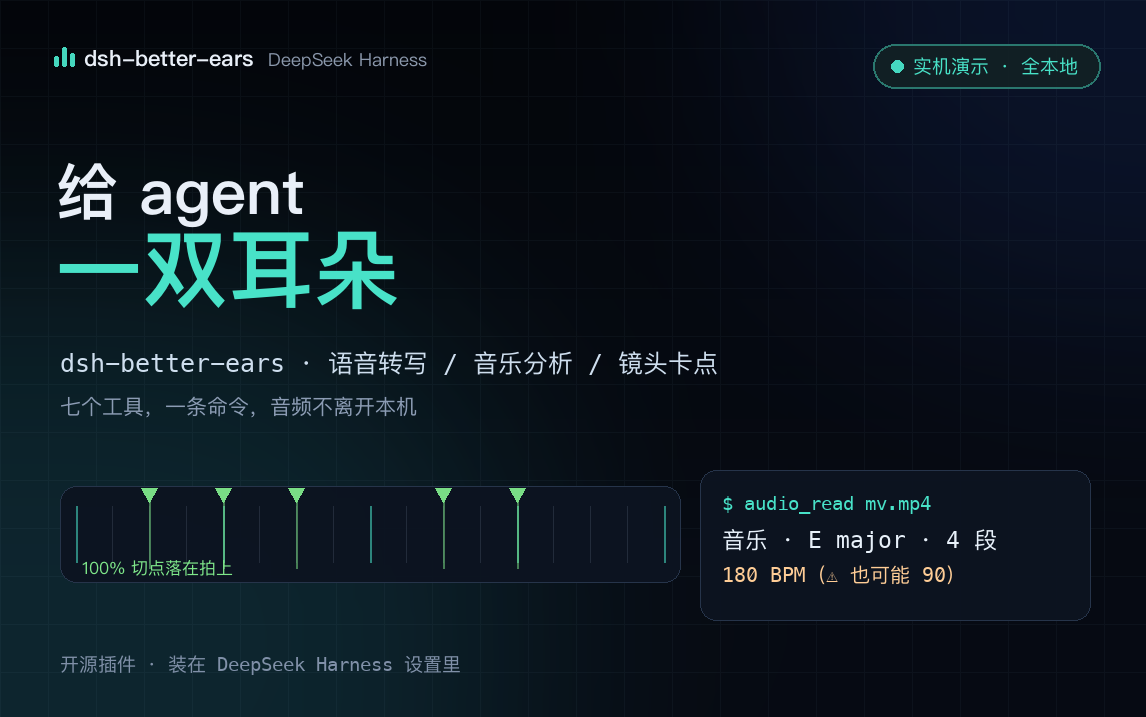 dsh-better-ears DeepSeek Harness
实机演示 · 全本地
给 agent
一双耳朵
dsh-better-ears · 语音转写 / 音乐分析 / 镜头卡点
七个工具，一条命令，音频不离开本机
100% 切点落在拍上
$ audio_read mv.mp4
音乐 · E major · 4 段
180 BPM (⚠ 也可能 90)
开源插件 · 装在 DeepSeek Harness 设置里